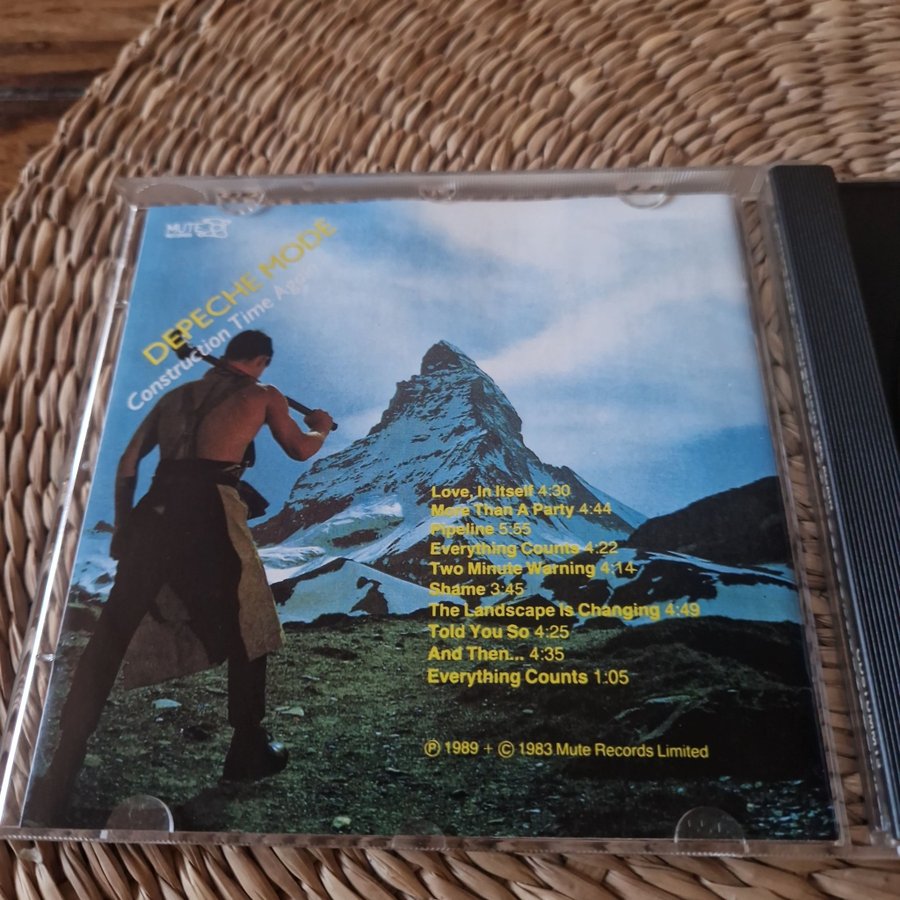 MUTE
DEPECHE MODE
Construction Time Again
Love, In Itself 4:30
More Than A Party 4:44
Pipeline 5:55
Everything Counts 4:22
Two Minute Warning 4:14
Shame 3:45
The Landscape Is Changing 4:49
Told You So 4:25
And Then... 4:35
Everything Counts 1:05
Ⓟ 1989 + © 1983 Mute Records Limited